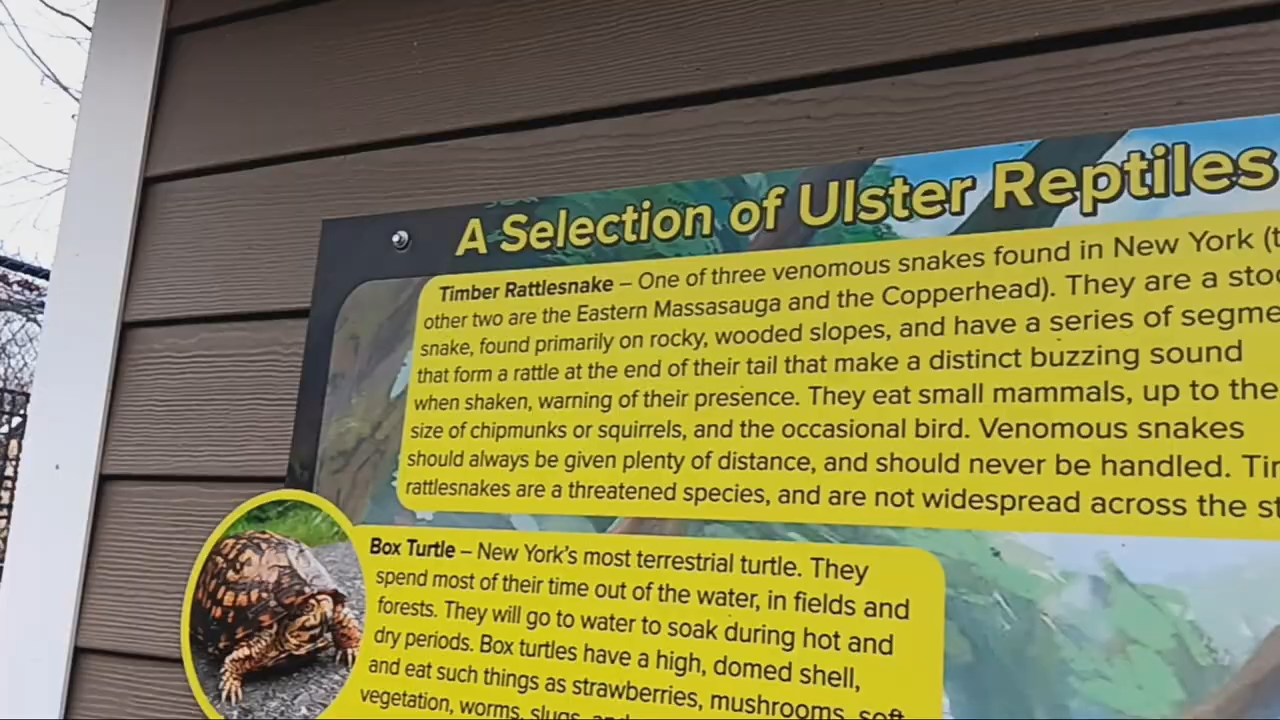 A Selection of Ulster Reptiles
Timber Rattlesnake – One of three venomous snakes found in New York
other two are the Eastern Massasauga and the Copperhead). They are a
snake, found primarily on rocky, wooded slopes, and have a series of
that form a rattle at the end of their tail that make a distinct buzzing sound
when shaken, warning of their presence. They eat small mammals, up to the
size of chipmunks or squirrels, and the occasional bird. Venomous snakes
should always be given plenty of distance, and should never be handled.
rattlesnakes are a threatened species, and are not widespread across the
Box Turtle – New York's most terrestrial turtle. They
spend most of their time out of the water, in fields and
forests. They will go to water to soak during hot and
dry periods. Box turtles have a high, domed shell,
and eat such things as strawberries, mushrooms, soft
vegetation, worms, slugs, and